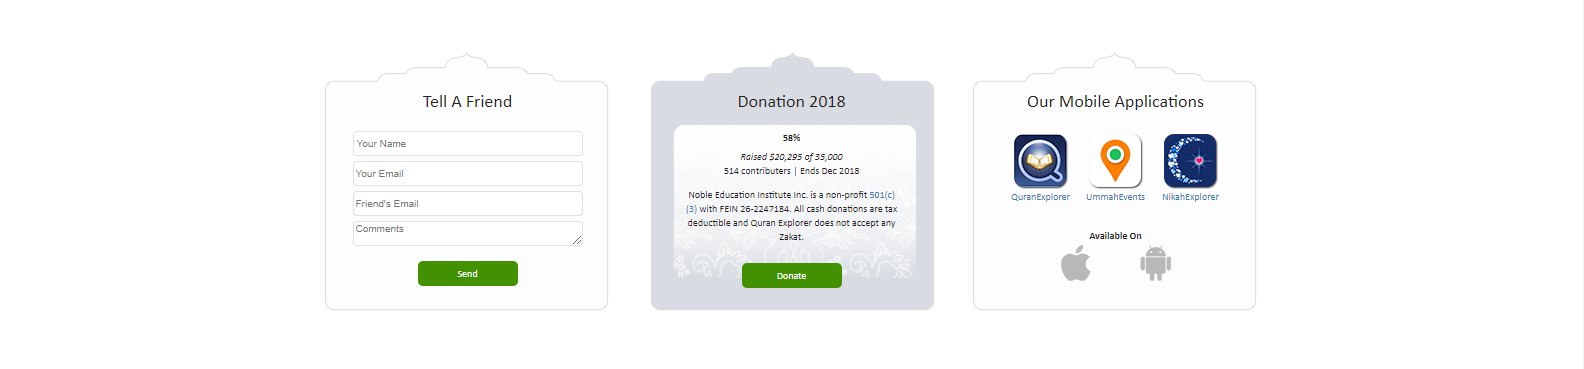 Tell A Friend
Your Name
Your Email
Friend's Email
Comments
Send
Donation 2018
58%
Raised $20,295 of 35,000
514 contributers | Ends Dec 2018
Noble Education Institute Inc. is a non-profit 501(c)
(3) with FEIN 26-2247184. All cash donations are tax
deductible and Quran Explorer does not accept any
Zakat.
Donate
Our Mobile Applications
QuranExplorer
UmmahEvents
NikahExplorer
Available On